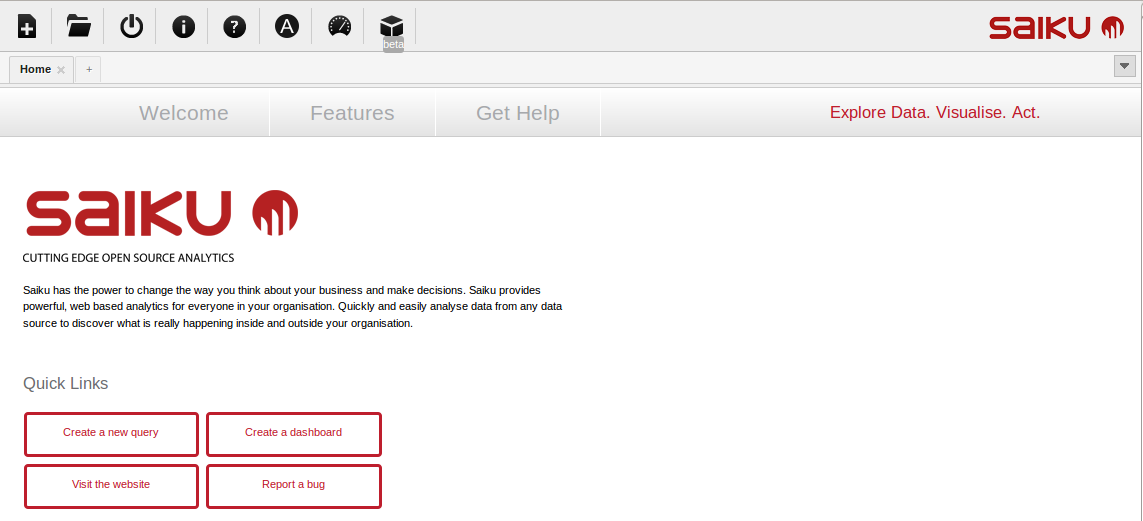 A
beta
saiku
Home
+
Welcome
Features
Get Help
Explore Data. Visualise. Act.
saiku
CUTTING EDGE OPEN SOURCE ANALYTICS
Saiku has the power to change the way you think about your business and make decisions. Saiku provides
powerful, web based analytics for everyone in your organisation. Quickly and easily analyse data from any data
source to discover what is really happening inside and outside your organisation.
Quick Links
Create a new query
Create a dashboard
Visit the website
Report a bug